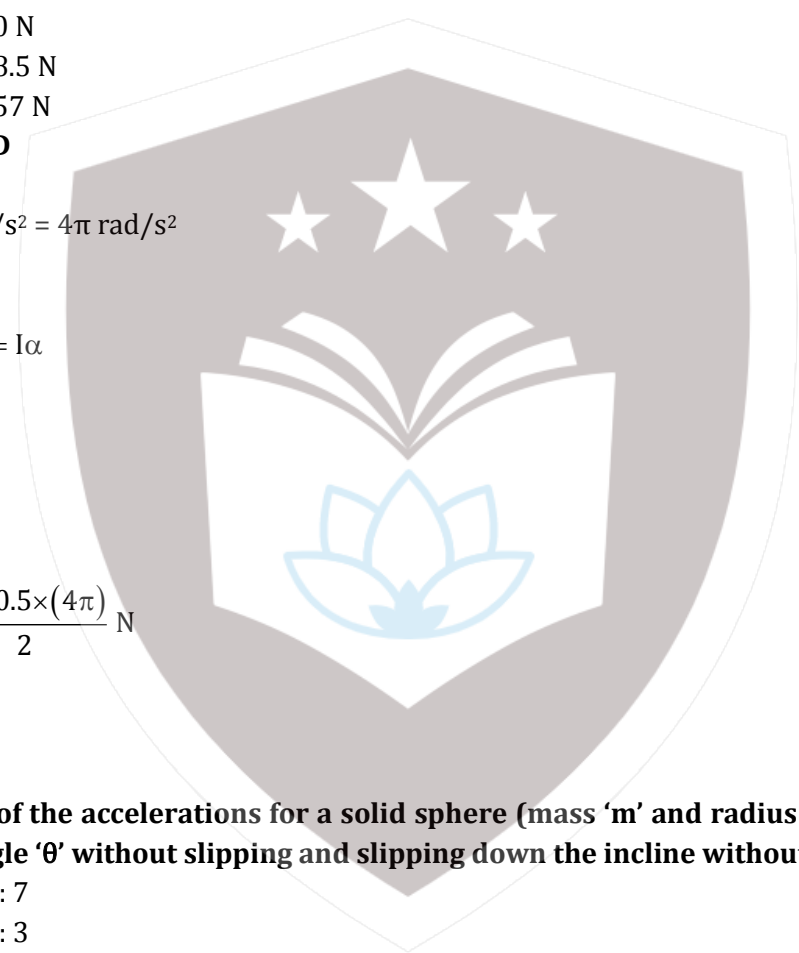 0 N
8.5 N
57 N
D
/s² = 4π rad/s²
= Iα
0.5×(4π)
2
N
of the accelerations for a solid sphere (mass ‘m’ and radius
gle ‘θ’ without slipping and slipping down the incline withou
: 7
: 3